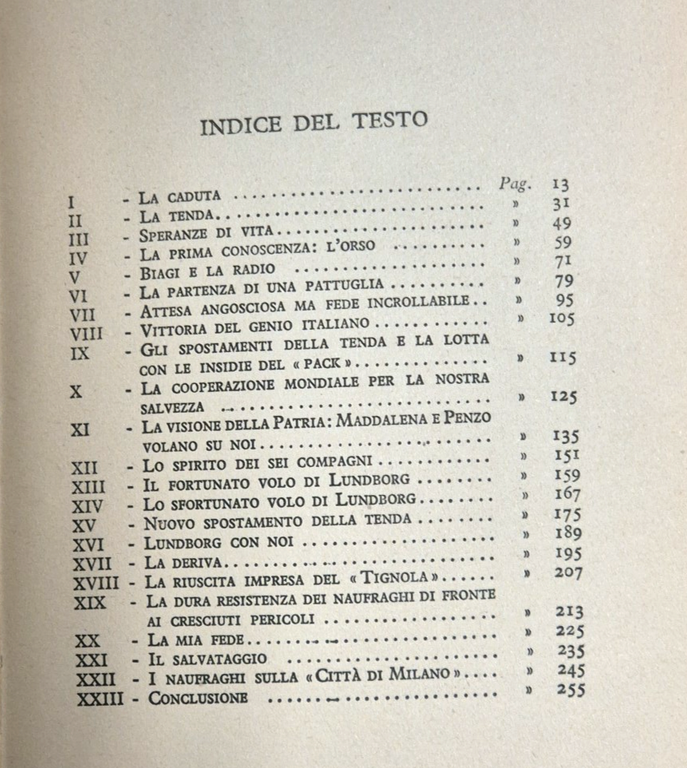 INDICE DEL TESTO
I - LA CADUTA .......................... Pag. 13
II - LA TENDA............................ » 31
III - SPERANZE DI VITA...................... » 49
IV - LA PRIMA CONOSCENZA: L'ORSO .......... » 59
V - BIAGI E LA RADIO .................... » 71
VI - LA PARTENZA DI UNA PATTUGLIA .......... » 79
VII - ATTESA ANGOSCIOSA MA FEDE INCROLLABILE .. » 95
VIII - VITTORIA DEL GENIO ITALIANO ............ » 105
IX - GLI SPOSTAMENTI DELLA TENDA E LA LOTTA
CON LE INSIDIE DEL « PACK »............... » 115
X - LA COOPERAZIONE MONDIALE PER LA NOSTRA
SALVEZZA ............................ » 125
XI - LA VISIONE DELLA PATRIA: MADDALENA E PENZO
VOLANO SU NOI......................... » 135
XII - LO SPIRITO DEI SEI COMPAGNI ............ » 151
XIII - IL FORTUNATO VOLO DI LUNDBORG ........ » 159
XIV - LO SFORTUNATO VOLO DI LUNDBORG........ » 167
XV - NUOVO SPOSTAMENTO DELLA TENDA ........ » 175
XVI - LUNDBORG CON NOI .................... » 189
XVII - LA DERIVA............................. » 195
XVIII - LA RIUSCITA IMPRESA DEL « TIGNOLA »...... » 207
XIX - LA DURA RESISTENZA DEI NAUFRAGHI DI FRONTE
AI CRESCIUTI PERICOLI .................. » 213
XX - LA MIA FEDE.......................... » 225
XXI - IL SALVATAGGIO ...................... » 235
XXII - I NAUFRAGHI SULLA « CITTÀ DI MILANO ».... » 245
XXIII - CONCLUSIONE ........................ » 255